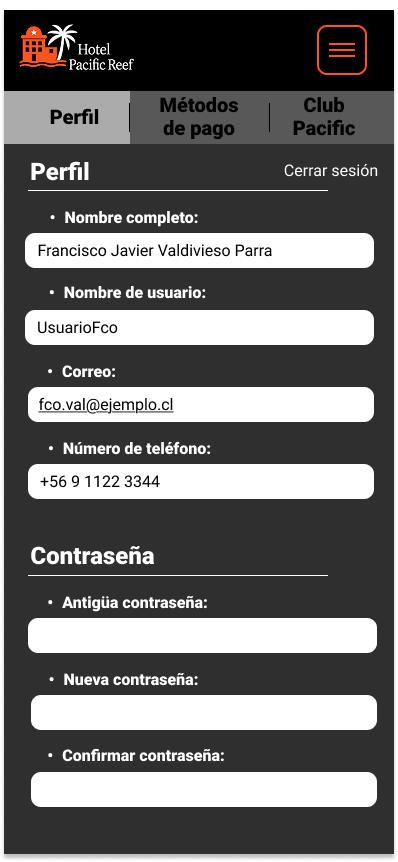 Hotel
Pacific Reef
Perfil
Métodos
de pago
Club
Pacific
Perfil
Cerrar sesión
• Nombre completo:
Francisco Javier Valdivieso Parra
• Nombre de usuario:
UsuarioFco
• Correo:
fco.val@ejemplo.cl
• Número de teléfono:
+56 9 1122 3344
Contraseña
• Antigüa contraseña:
• Nueva contraseña:
• Confirmar contraseña: